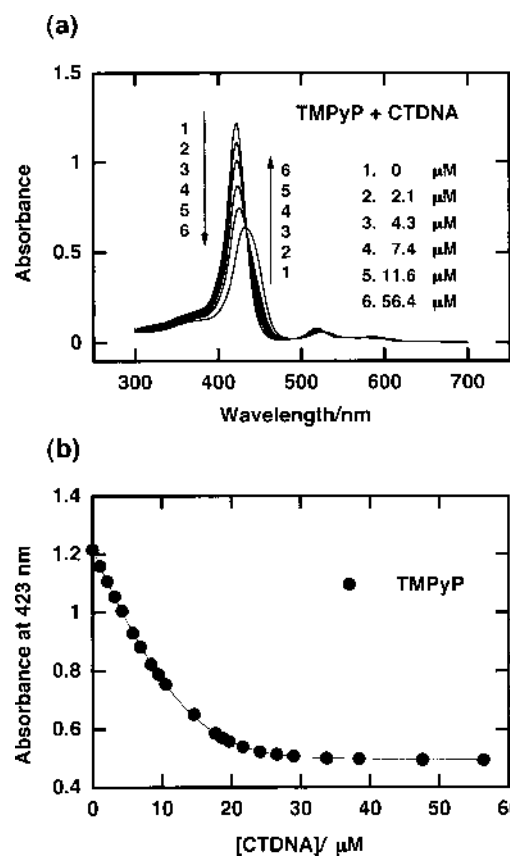 (a)
1.5
1
0.5
0
Absorbance
TMPyP + CTDNA
1
2
3
4
5
6
6
5
4
3
2
1
1. 0 μM
2. 2.1 μM
3. 4.3 μM
4. 7.4 μM
5. 11.6 μM
6. 56.4 μM
300 400 500 600 700
Wavelength/nm
(b)
1.4
1.2
1.0
0.8
0.6
0.4
Absorbance at 423 nm
TMPyP
0 10 20 30 40 50 60
[CTDNA]/ μM